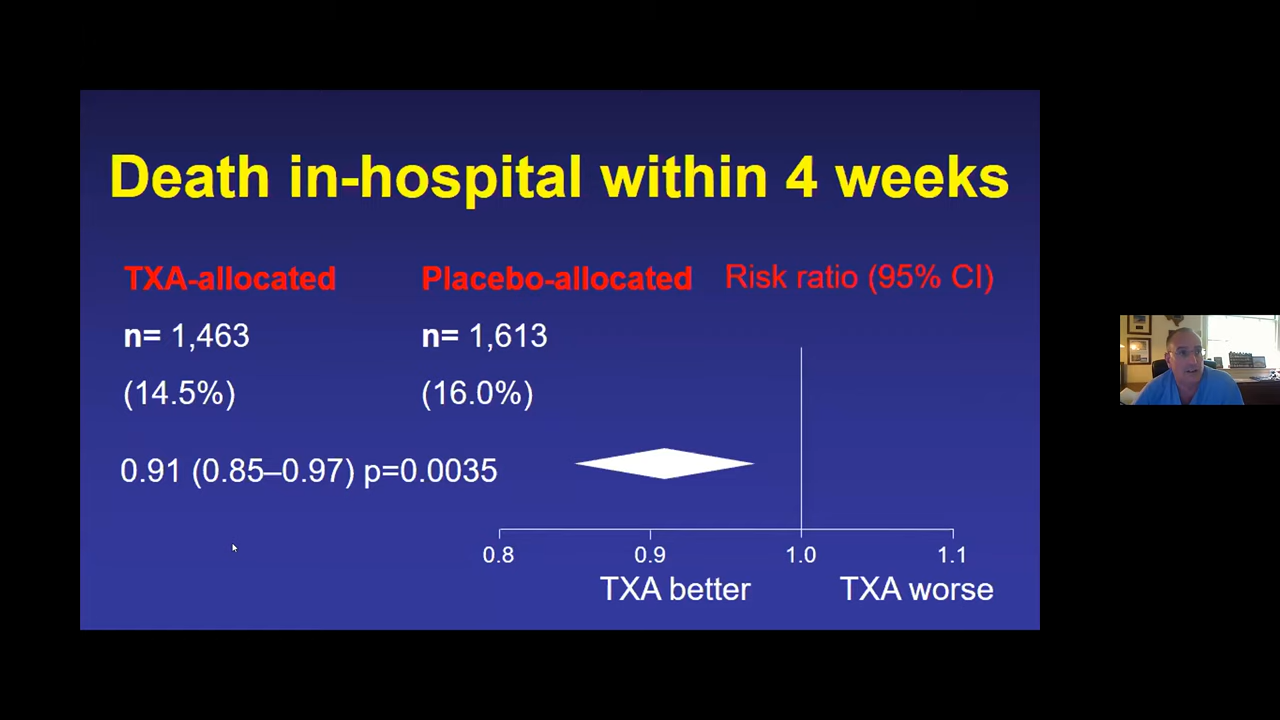 Death in-hospital within 4 weeks
TXA-allocated Placebo-allocated Risk ratio (95% CI)
n= 1,463 n= 1,613
(14.5%) (16.0%)
0.91 (0.85–0.97) p=0.0035
0.8 0.9 1.0 1.1
TXA better TXA worse